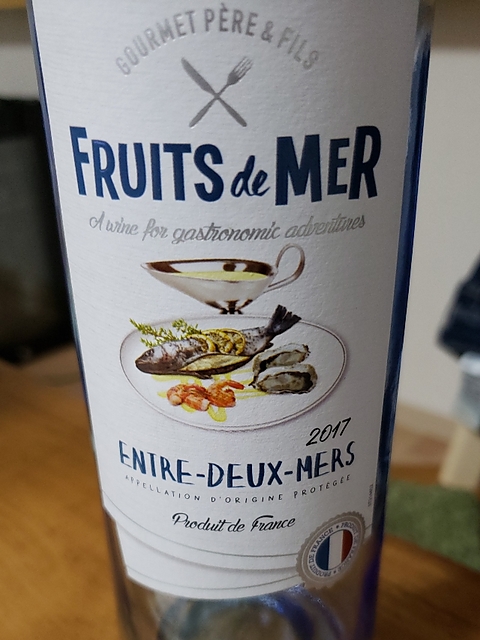 GOURMET PÈRE & FILS
FRUITS de MER
A wine for gastronomic adventures
2017
ENTRE-DEUX-MERS
APPELLATION D'ORIGINE PROTÉGÉE
Produit de France